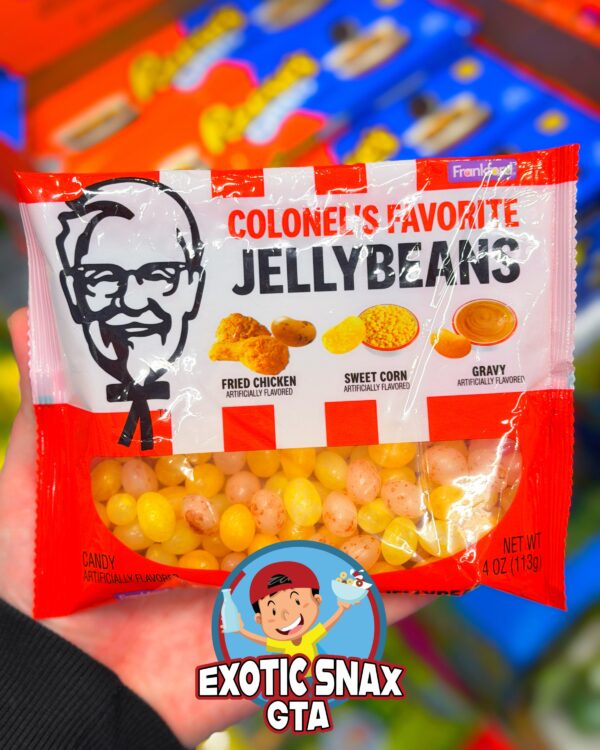 Frankford
COLONEL'S FAVORITE
JELLYBEANS
FRIED CHICKEN
ARTIFICIALLY FLAVORED
SWEET CORN
ARTIFICIALLY FLAVORED
GRAVY
ARTIFICIALLY FLAVORED
CANDY
ARTIFICIALLY FLAVORED
NET WT
4 OZ (113g)
EXOTIC SNAX
GTA